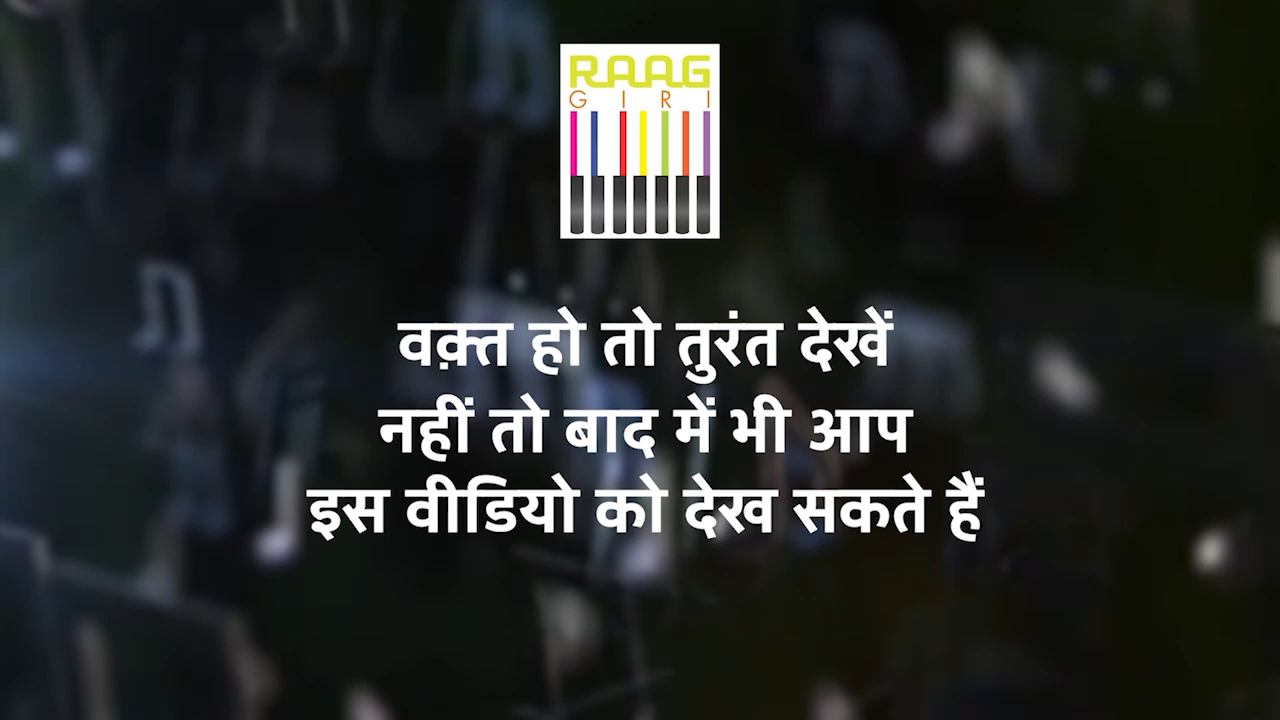 RAAG
GIRI
वक़्त हो तो तुरंत देखें
नहीं तो बाद में भी आप
इस वीडियो को देख सकते हैं